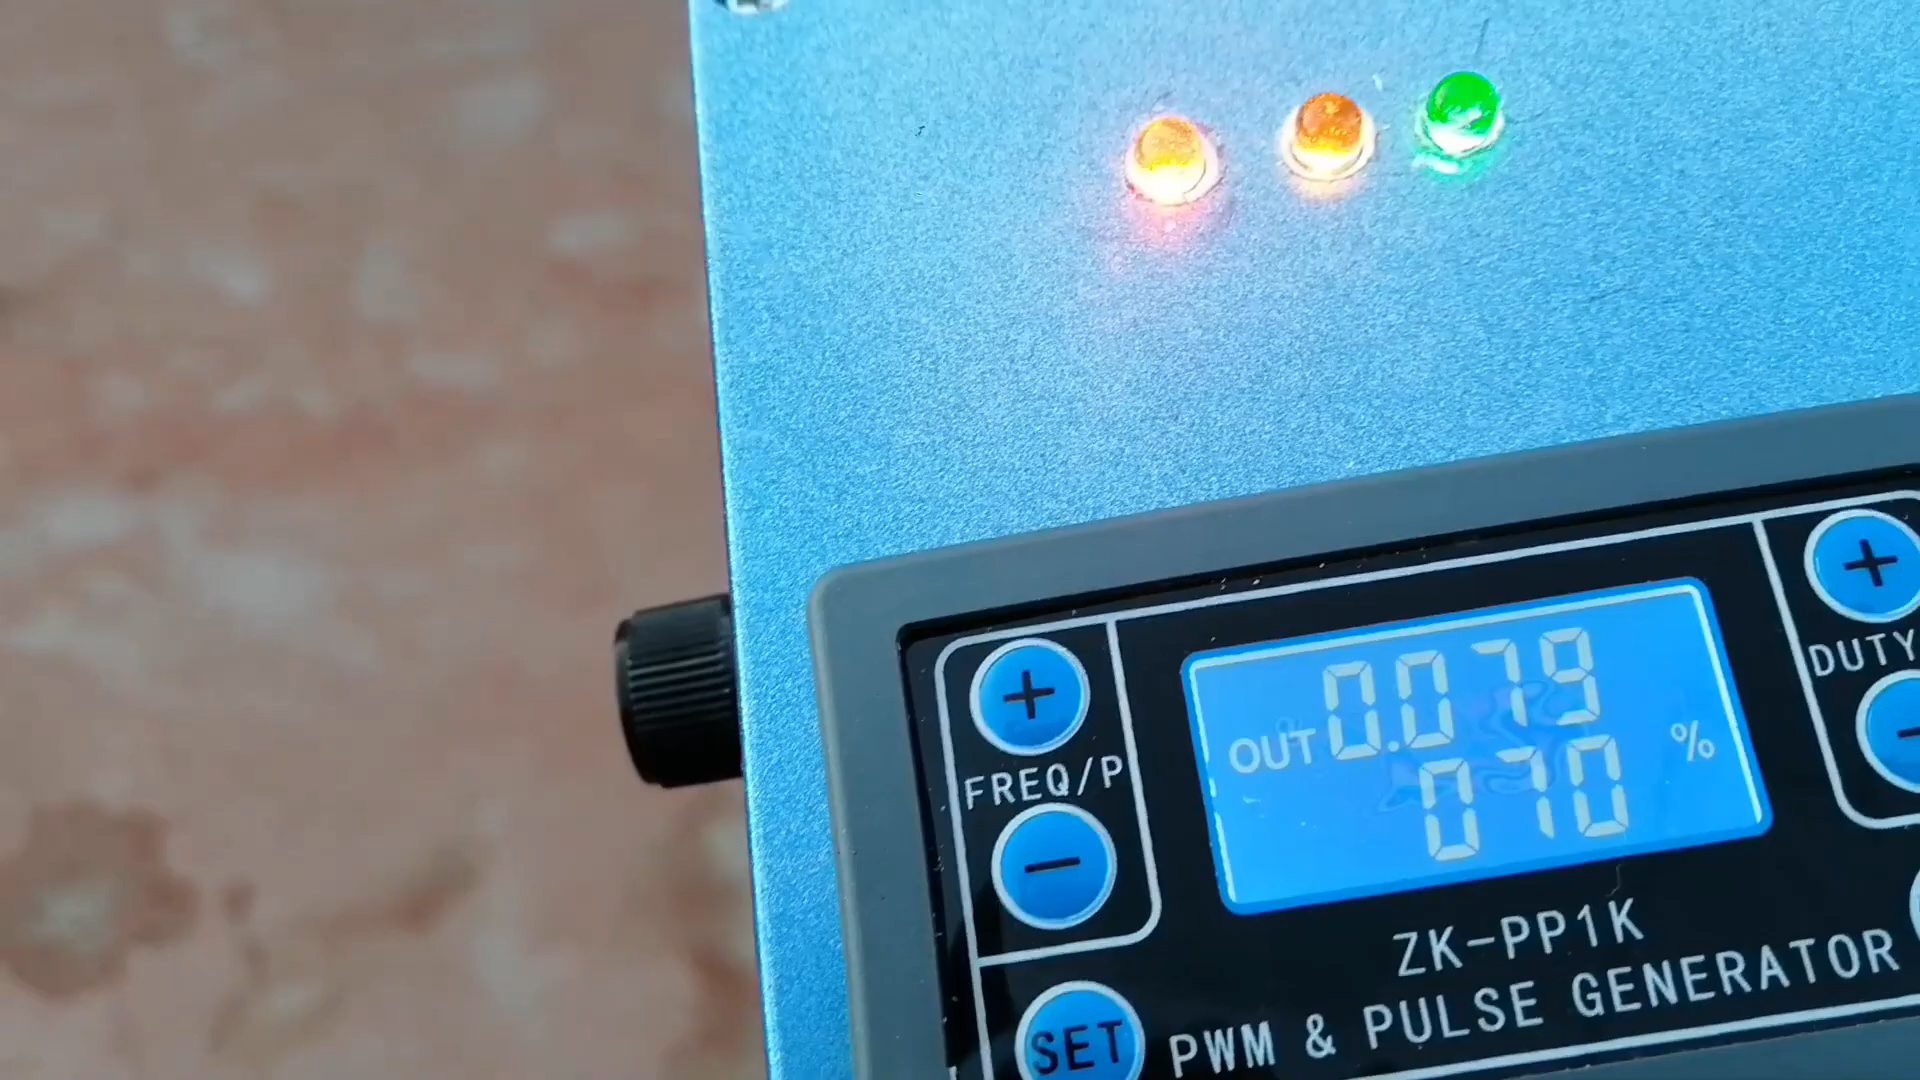 +
DUTY
0.079
OUT
%
070
FREQ/P
−
−
ZK-PP1K
SET
PWM & PULSE GENERATOR
+